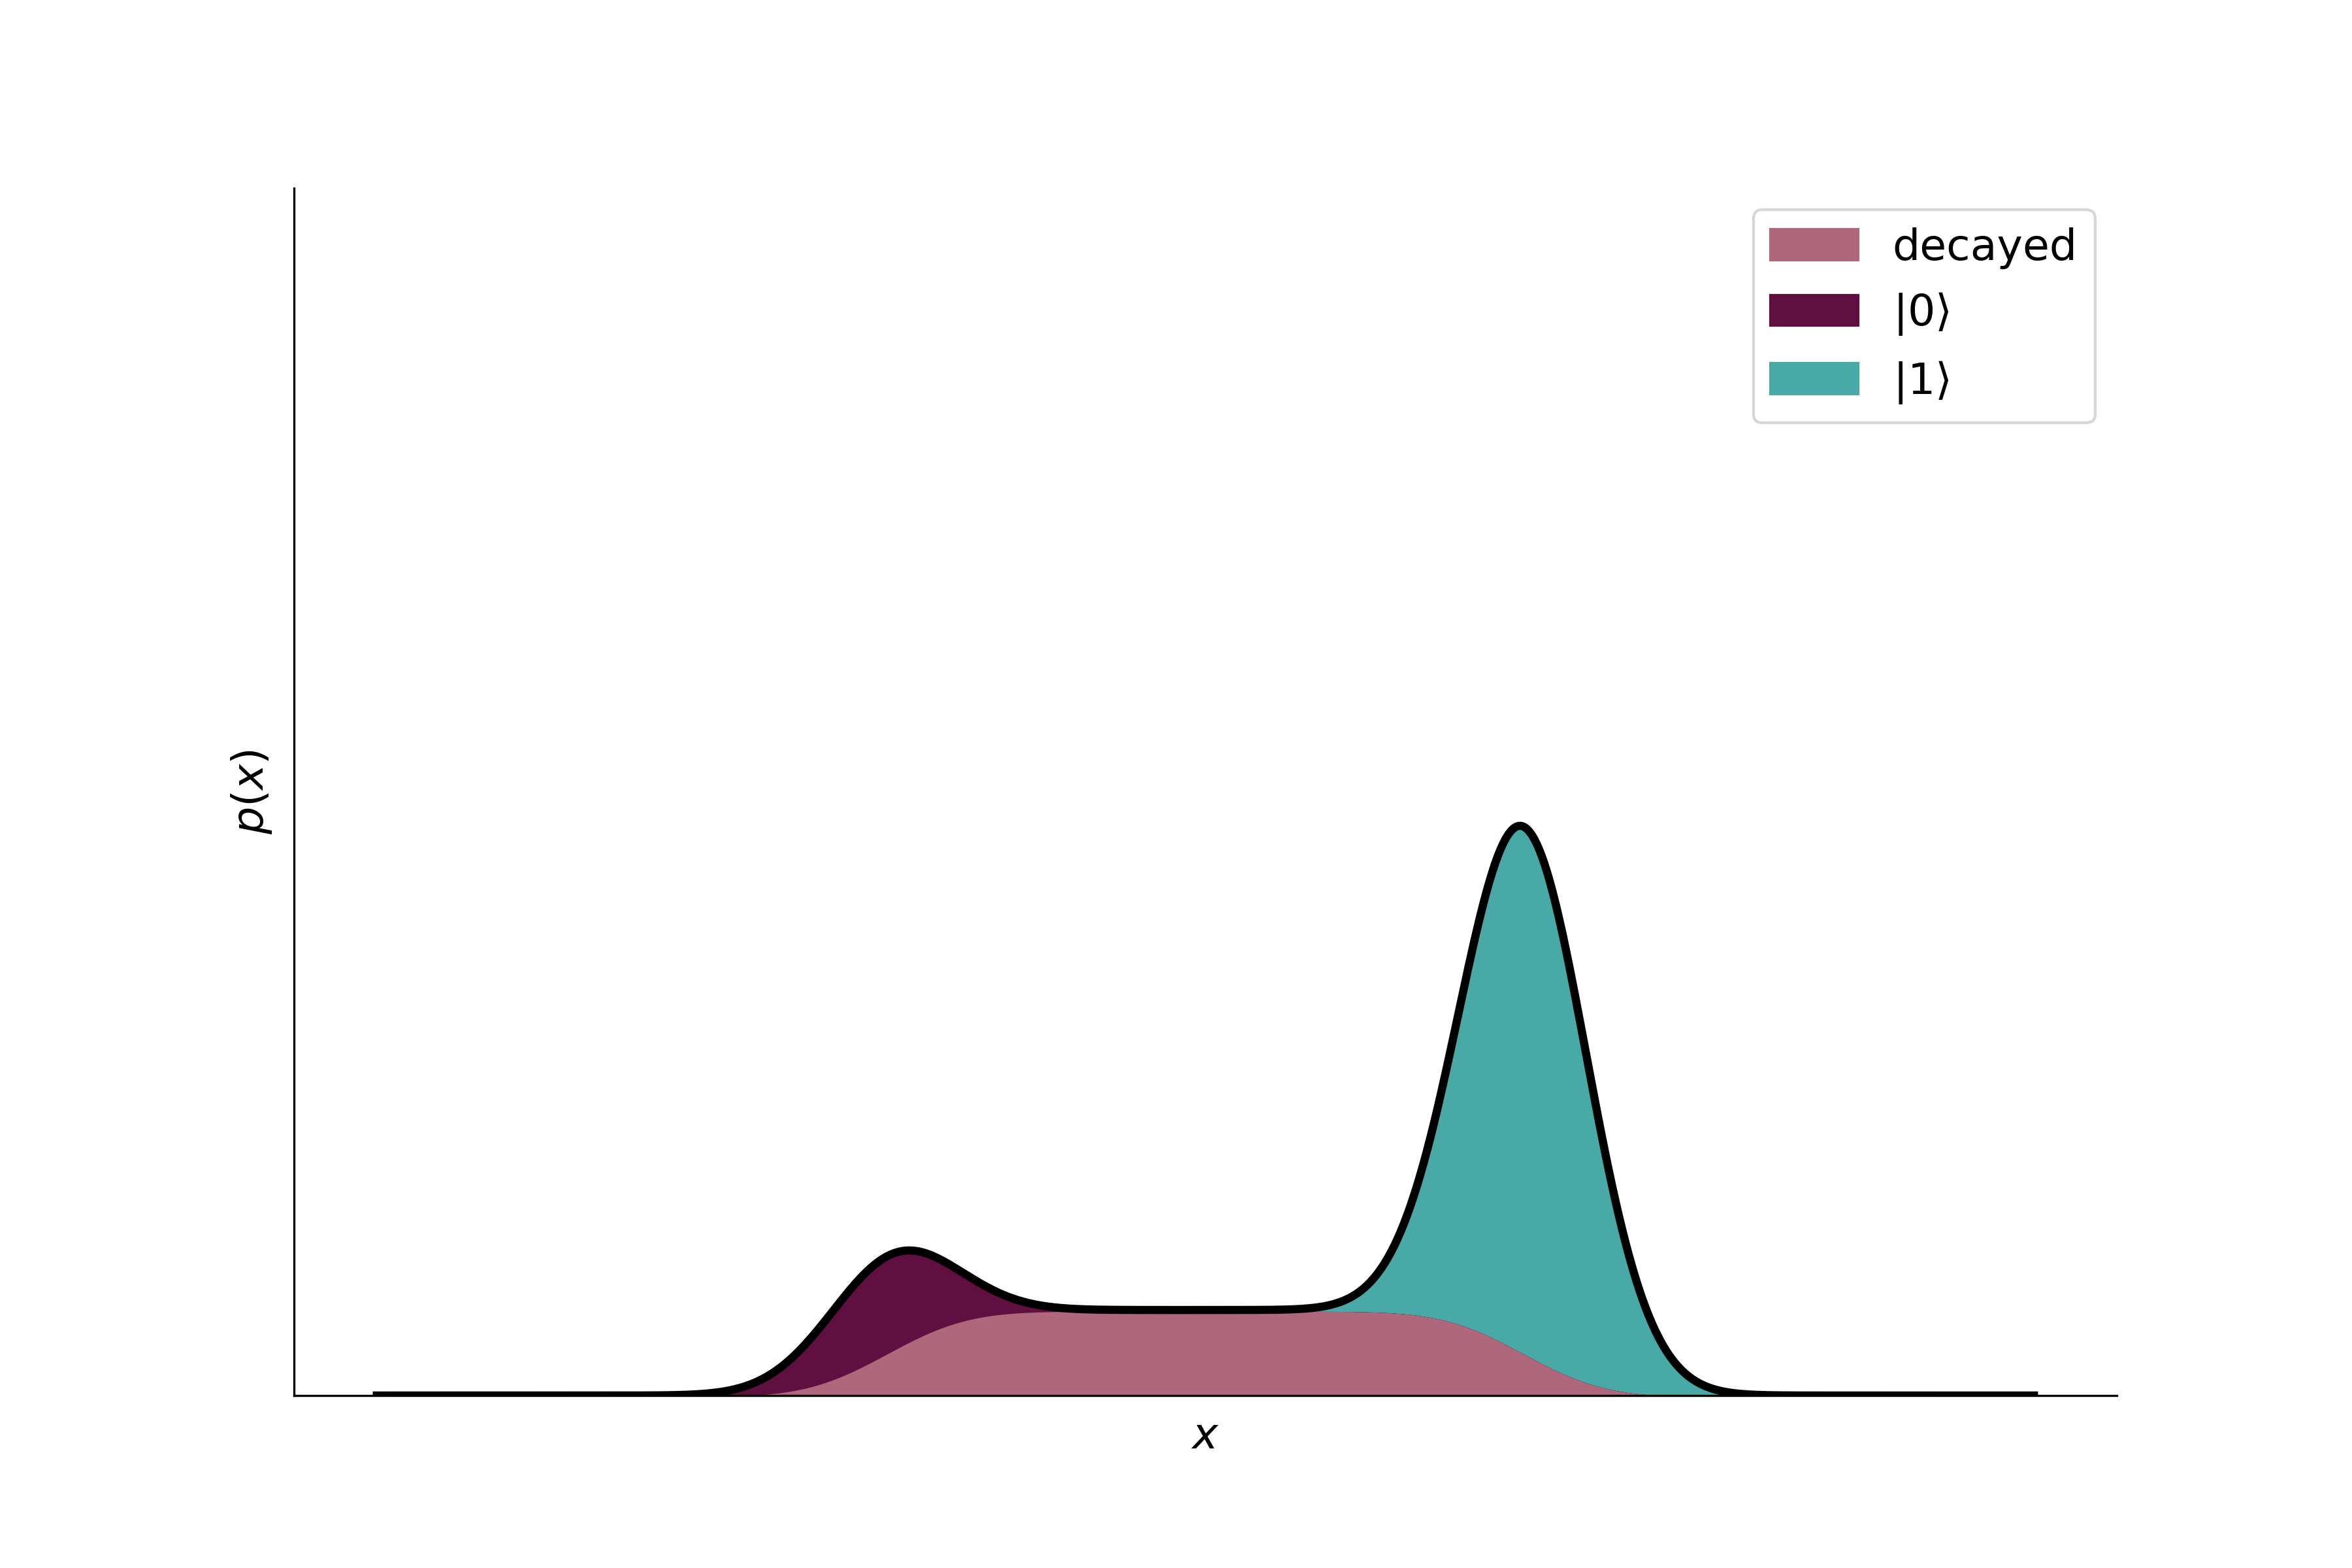 decayed
|0⟩
|1⟩
p(x)
x